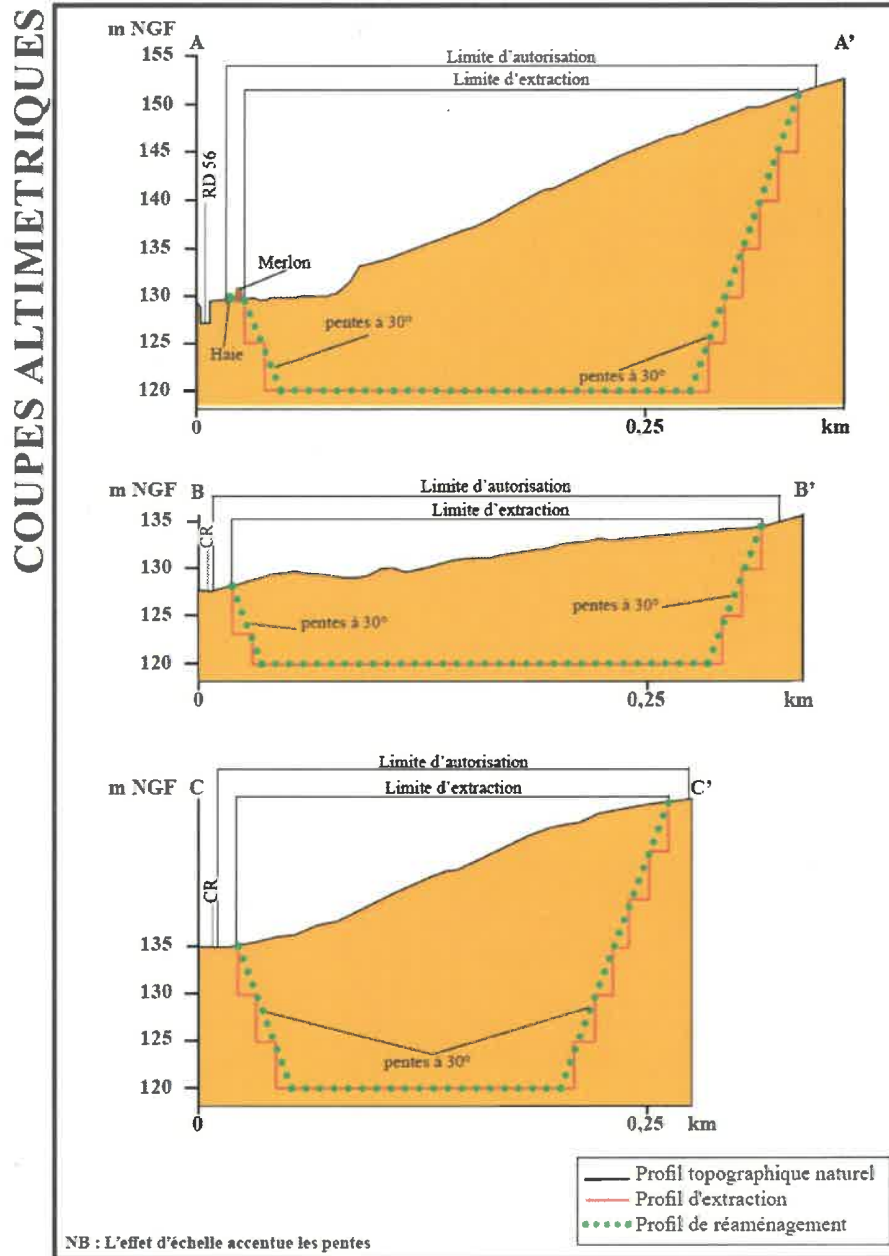 COUPES ALTIMETRIQUES
m NGF
A
A'
Limite d'autorisation
Limite d'extraction
155
150
145
140
135
130
125
120
RD 56
Merlon
Haie
pentes à 30°
pentes à 30°
0
0,25
km
m NGF
B
B'
Limite d'autorisation
Limite d'extraction
135
130
125
120
CR
pentes à 30°
pentes à 30°
0
0,25
km
m NGF
C
C'
Limite d'autorisation
Limite d'extraction
CR
135
130
125
120
pentes à 30°
0
0,25
km
Profil topographique naturel
Profil d'extraction
Profil de réaménagement
NB : L'effet d'échelle accentue les pentes